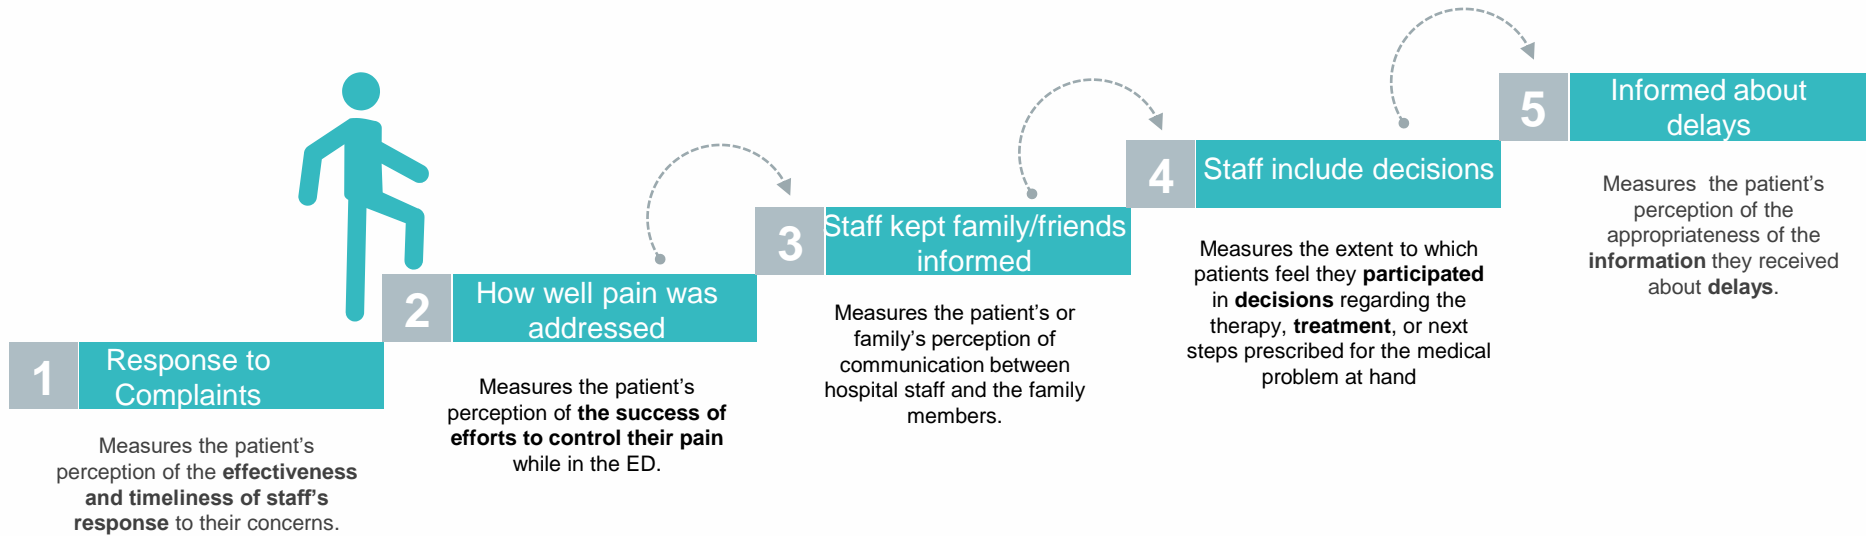 1
Response to
Complaints
Measures the patient's
perception of the effectiveness
and timeliness of staff's
response to their concerns.
2
How well pain was
addressed
Measures the patient's
perception of the success of
efforts to control their pain
while in the ED.
3
Staff kept family/friends
informed
Measures the patient's or
family's perception of
communication between
hospital staff and the family
members.
4
Staff include decisions
Measures the extent to which
patients feel they participated
in decisions regarding the
therapy, treatment, or next
steps prescribed for the medical
problem at hand
5
Informed about
delays
Measures  the patient's
perception of the
appropriateness of the
information they received
about delays.